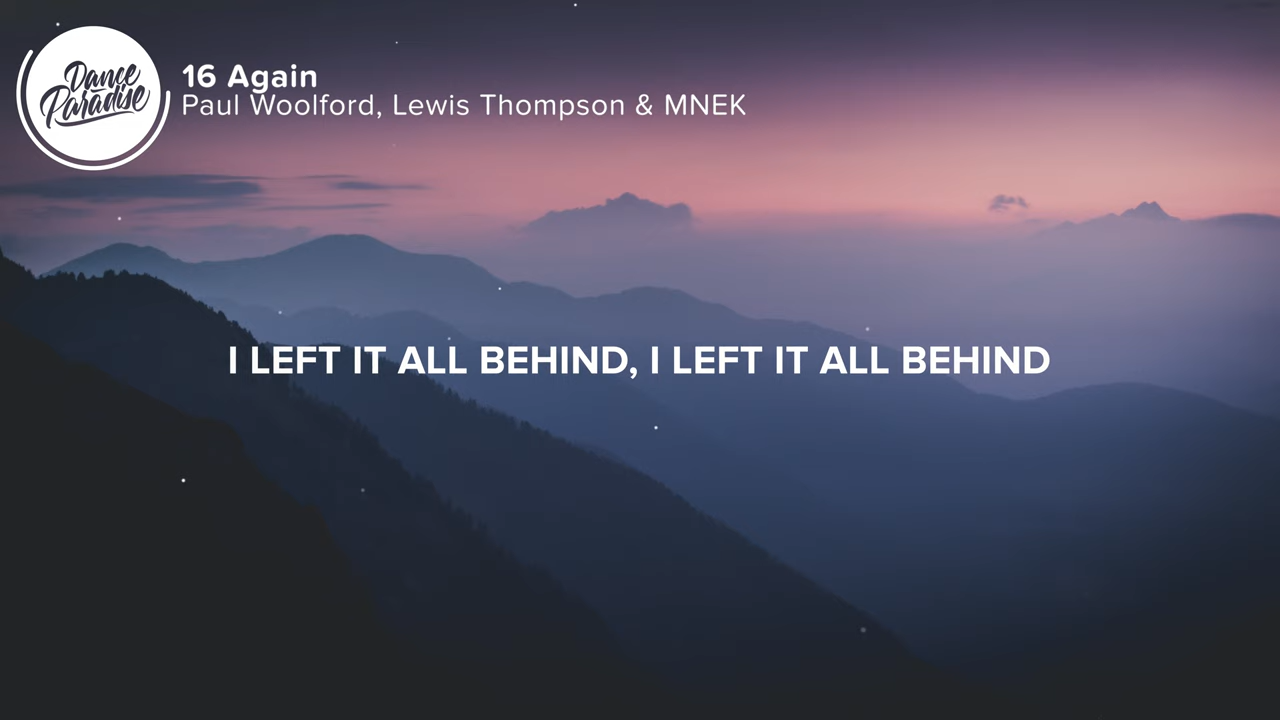 Dance
Paradise
16 Again
Paul Woolford, Lewis Thompson & MNEK
I LEFT IT ALL BEHIND, I LEFT IT ALL BEHIND